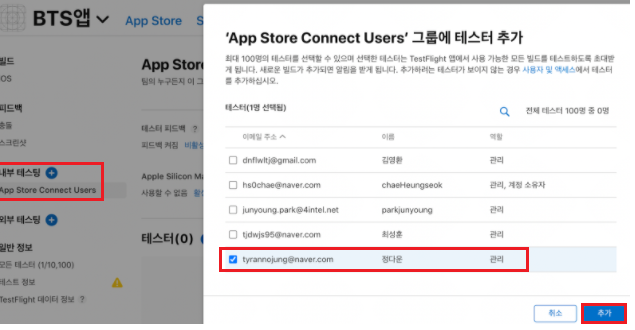 BTS앱
App Store
App Sto
팀의 누구든지 이 그
빌드
iOS
피드백
충돌
스크린샷
내부 테스팅
App Store Connect Users
외부 테스팅
일반 정보
모든 테스터 (1/10,100)
테스트 정보
TestFlight 데이터 정보 ?
테스터 피드백 ?
피드백 켜짐 비활성
Apple Silicon Ma
사용할 수 없음
테스터(0)
‘App Store Connect Users’ 그룹에 테스터 추가
최대 100명의 테스터를 선택할 수 있으며 선택한 테스터는 TestFlight 앱에서 사용 가능한 모든 빌드를 테스트하도록 초대받
게 됩니다. 새로운 빌드가 추가되면 알림을 받게 됩니다. 추가하려는 테스터가 보이지 않는 경우 사용자 및 액세스에서 테스터
를 추가하십시오.
테스터(1명 선택됨)
전체 테스터 100명 중 0명
이메일 주소 이름 역할
dnflwltj@gmail.com 김영환 관리
hs0chae@naver.com chaeHeungseok 관리, 계정 소유자
junyoung.park@4intel.net parkjunyoung 관리
tjdwjs95@naver.com 최성훈 관리
tyrannojung@naver.com 정다운 관리
취소 추가